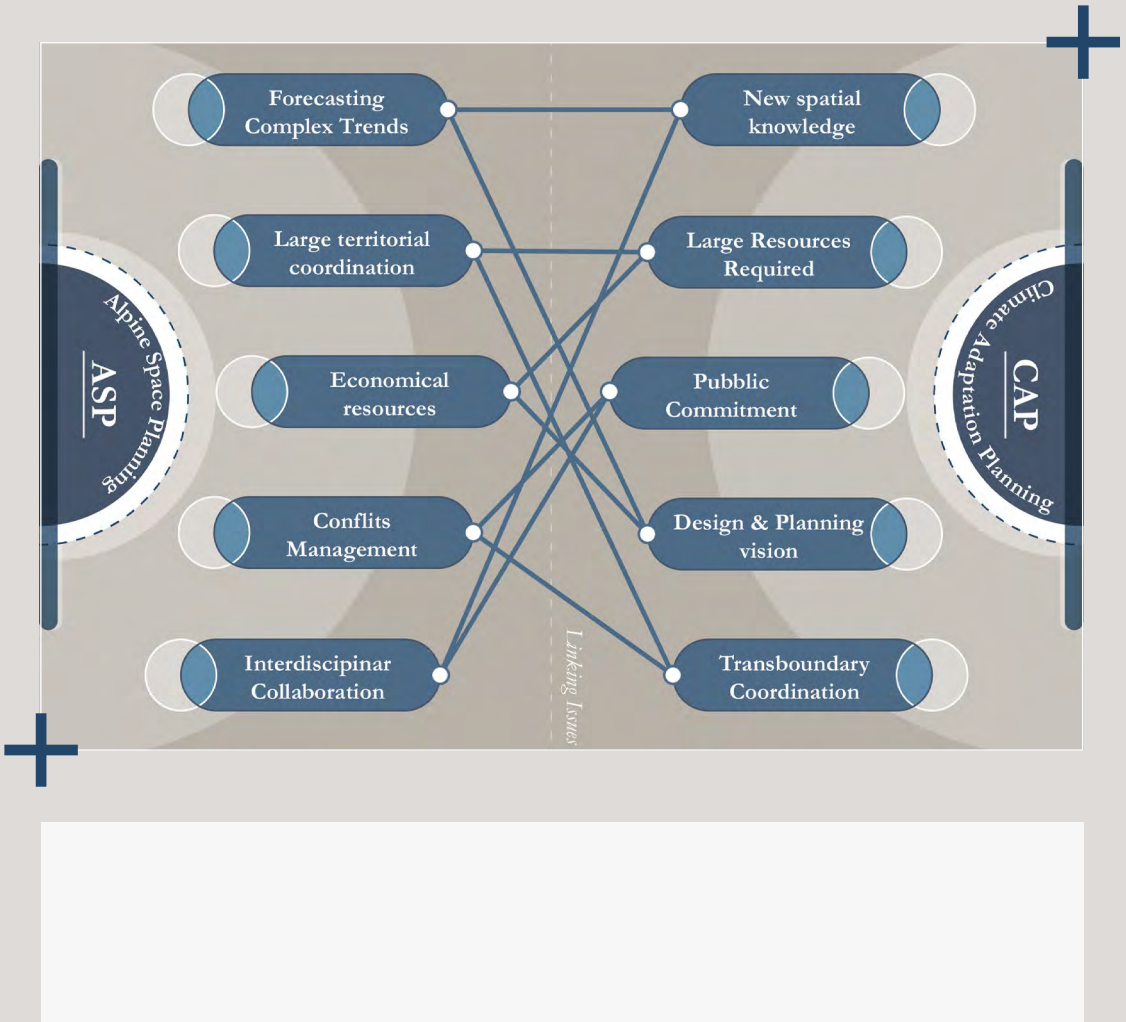 Forecasting
Complex Trends
New spatial
knowledge
Large territorial
coordination
Large Resources
Required
Alpine Space Planning
ASP
Climate Adaptation Planning
CAP
Economical
resources
Pubblic
Commitment
Conflits
Management
Design & Planning
vision
Interdiscipinar
Collaboration
Transboundary
Coordination
Linking Issues